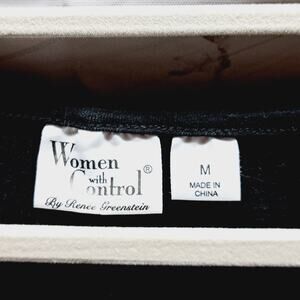 Women
with
Control®
By Renee Greenstein
M
MADE IN
CHINA